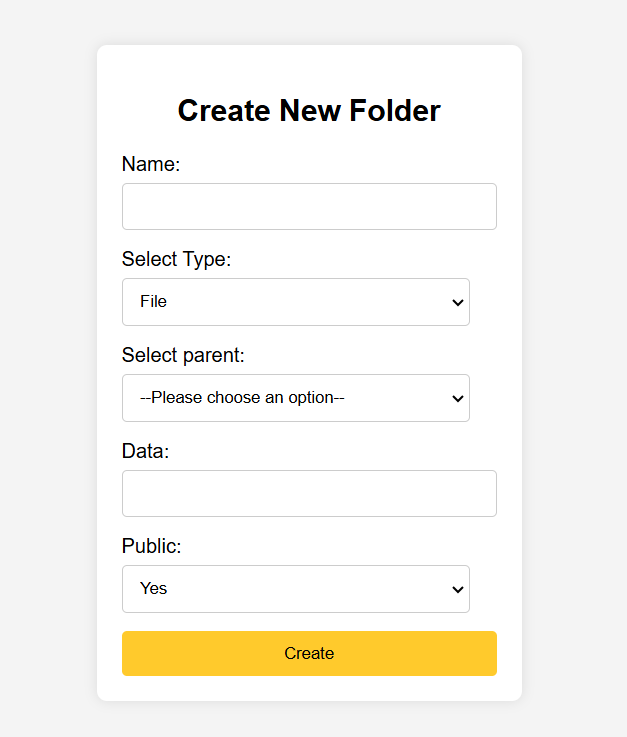 Create New Folder
Name:
Select Type:
File
Select parent:
--Please choose an option--
Data:
Public:
Yes
Create